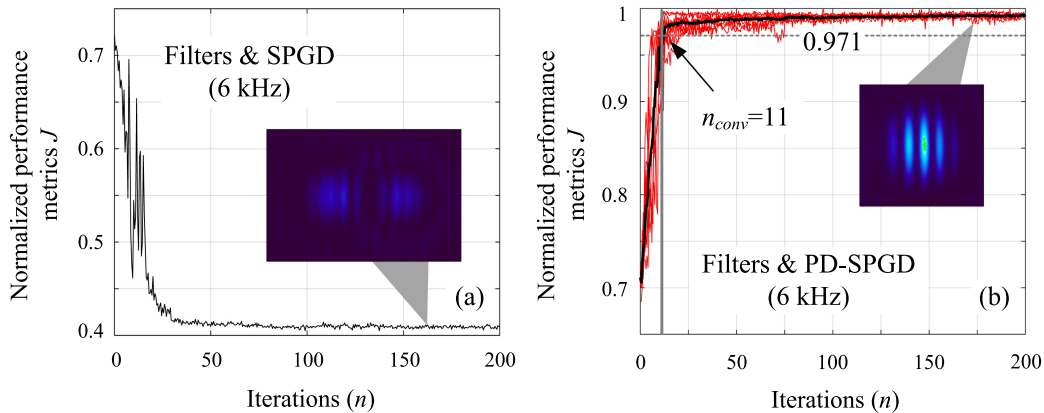 Normalized performance
metrics J
0.7
0.6
0.5
0.4
Filters & SPGD
(6 kHz)
(a)
0 50 100 150 200
Iterations (n)
Normalized performance
metrics J
1
0.9
0.8
0.7
0.971
n_conv=11
Filters & PD-SPGD
(6 kHz)
(b)
0 50 100 150 200
Iterations (n)